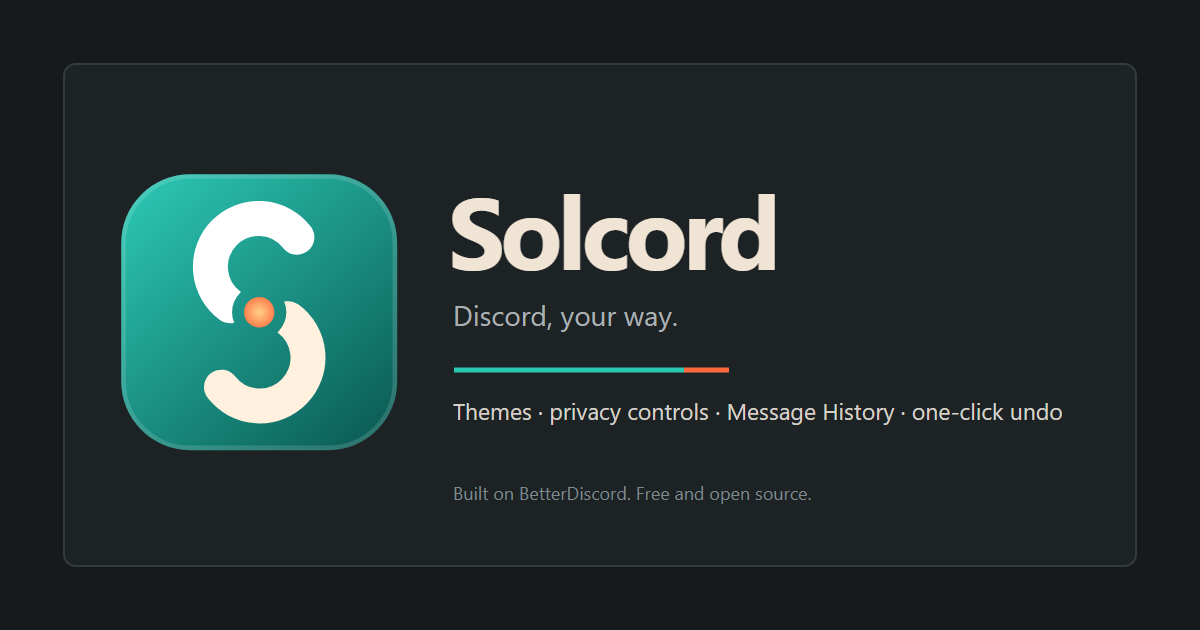 Solcord
Discord, your way.
Themes · privacy controls · Message History · one-click undo
Built on BetterDiscord. Free and open source.